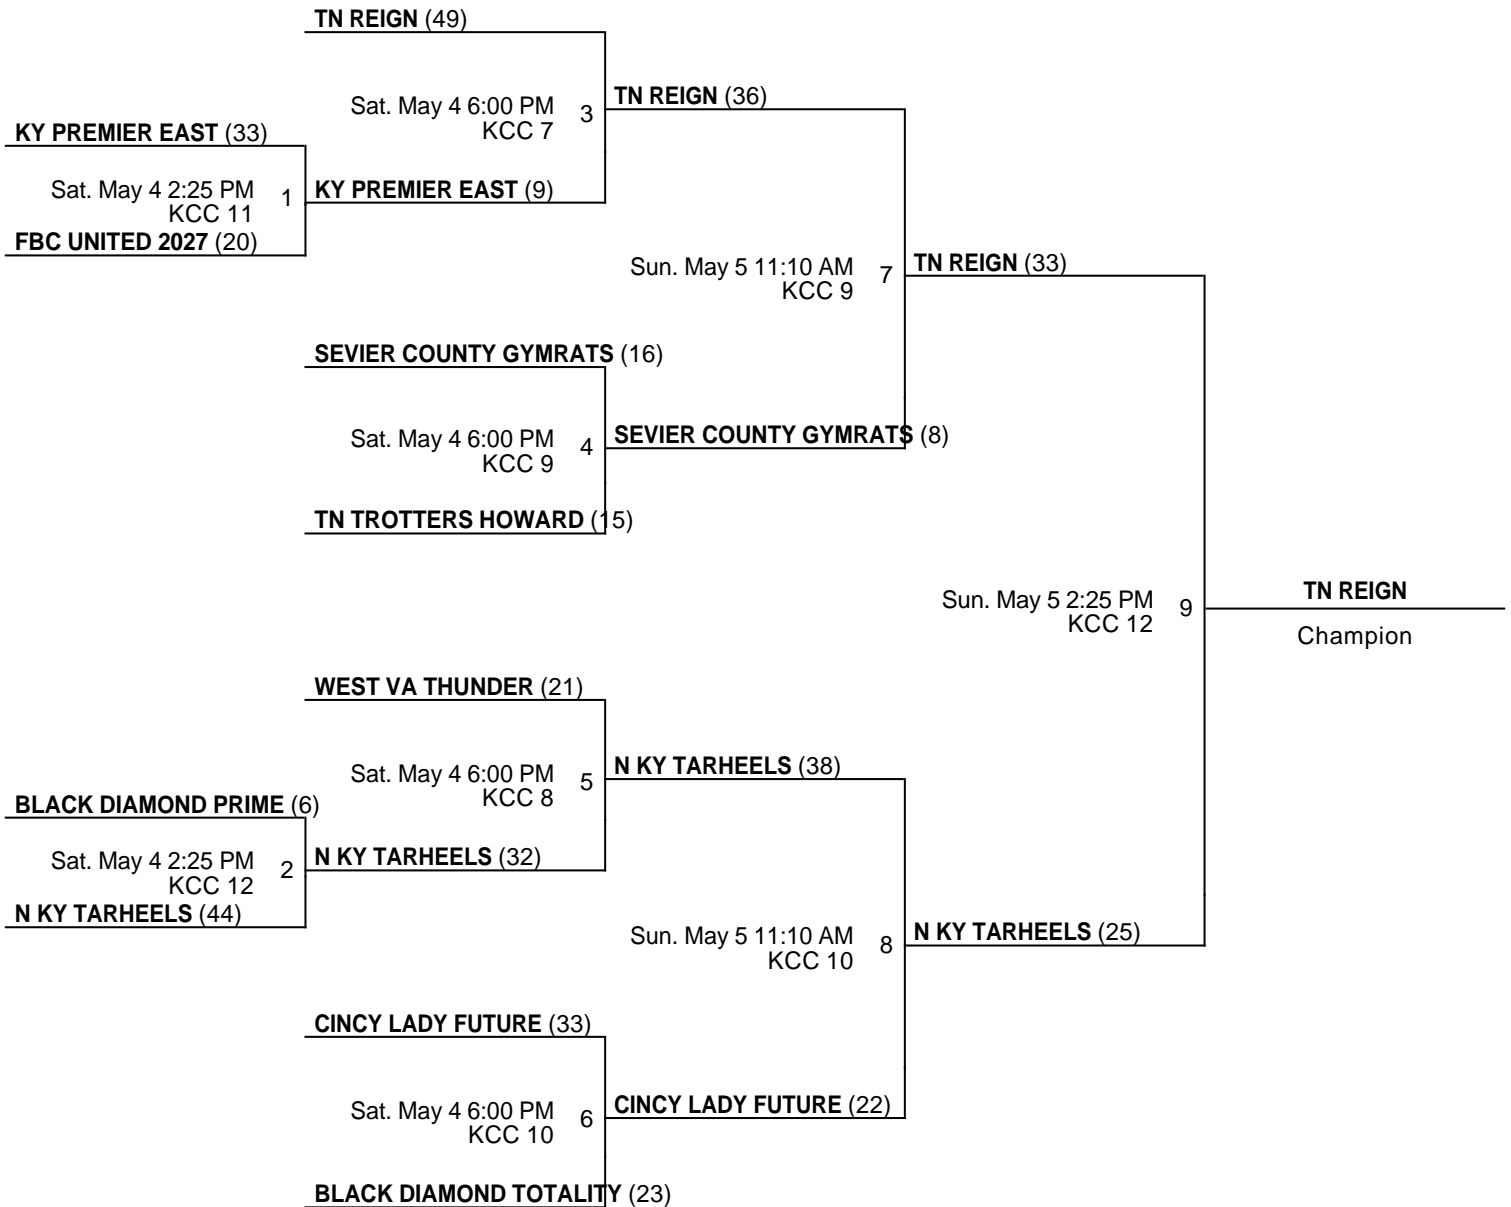 TN REIGN (49)
Sat. May 4 6:00 PM 3
KCC 7
TN REIGN (36)
KY PREMIER EAST (33)
Sat. May 4 2:25 PM 1
KCC 11
KY PREMIER EAST (9)
FBC UNITED 2027 (20)
Sun. May 5 11:10 AM 7
KCC 9
TN REIGN (33)
SEVIER COUNTY GYMRATS (16)
Sat. May 4 6:00 PM 4
KCC 9
SEVIER COUNTY GYMRATS (8)
TN TROTTERS HOWARD (15)
Sun. May 5 2:25 PM 9
KCC 12
TN REIGN
Champion
WEST VA THUNDER (21)
Sat. May 4 6:00 PM 5
KCC 8
N KY TARHEELS (38)
BLACK DIAMOND PRIME (6)
Sat. May 4 2:25 PM 2
KCC 12
N KY TARHEELS (32)
N KY TARHEELS (44)
Sun. May 5 11:10 AM 8
KCC 10
N KY TARHEELS (25)
CINCY LADY FUTURE (33)
Sat. May 4 6:00 PM 6
KCC 10
CINCY LADY FUTURE (22)
BLACK DIAMOND TOTALITY (23)